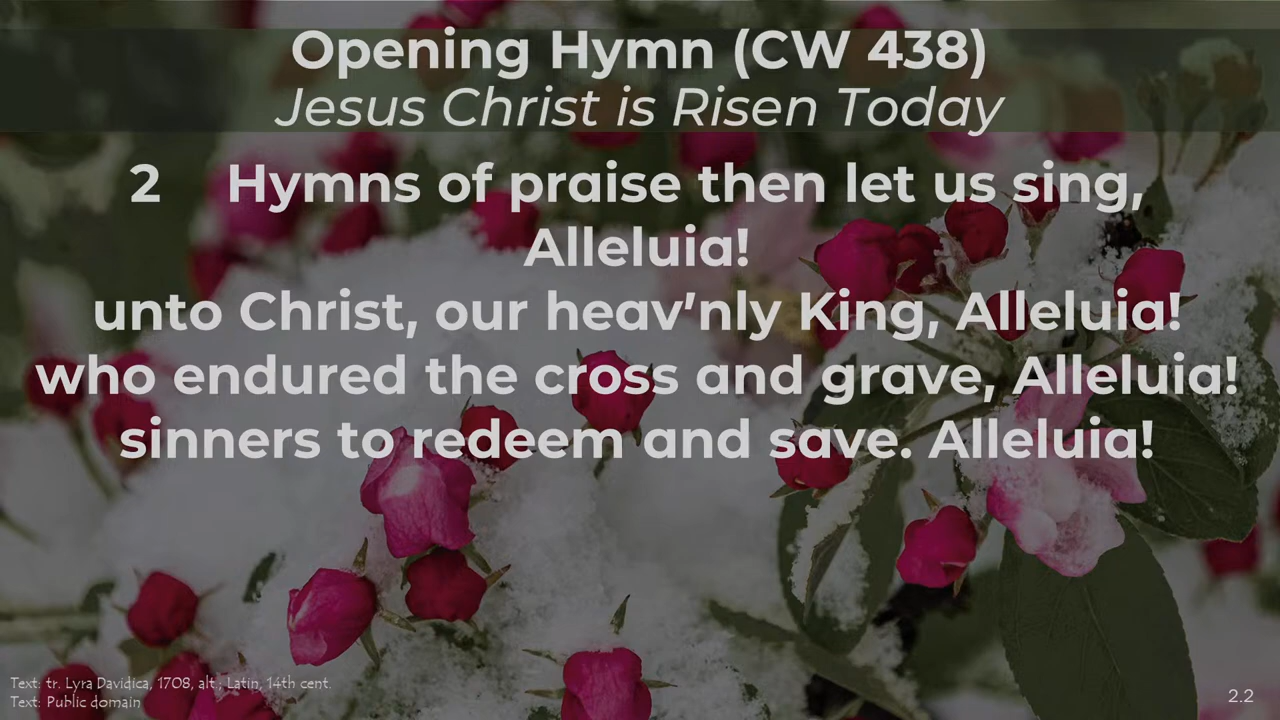 Opening Hymn (CW 438)
Jesus Christ is Risen Today
2 Hymns of praise then let us sing,
Alleluia!
unto Christ, our heav’nly King, Alleluia!
who endured the cross and grave, Alleluia!
sinners to redeem and save. Alleluia!
Text: tr. Lyra Davidica, 1708, alt.; Latin, 14th cent.
Text: Public domain
2.2